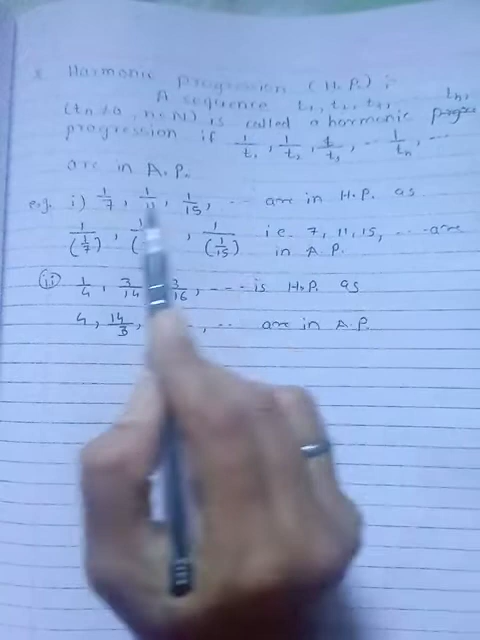 Harmonic progression (H.P.) :
A sequence t₁, t₂, t₃, tₙ,
(tₙ ≠ 0, n∈N) is called a harmonic progre
progression if 1/t₁, 1/t₂, 1/t₃, ... 1/tₙ, ...
are in A.P.
e.g. i) 1/7, 1/11, 1/15, ... are in H.P. as
1/(1/7), 1/( , 1/(1/15) i.e. 7, 11, 15, ... are
in A.P.
(ii) 1/4, 3/14, 3/16, .... is H.P. as
4, 14/3, , .. are in A.P.